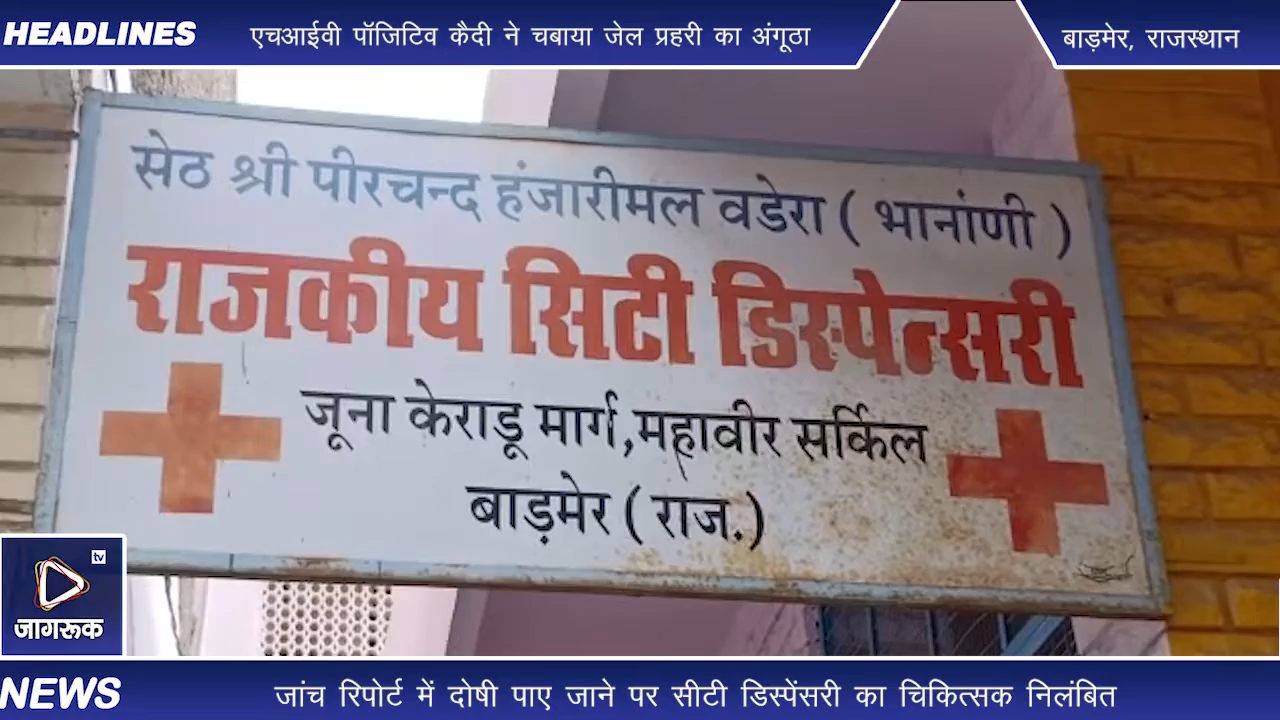 HEADLINES
एचआईवी पॉजिटिव कैदी ने चबाया जेल प्रहरी का अंगूठा
बाड़मेर, राजस्थान
सेठ श्री पीरचन्द हंजारीमल वडेरा ( भानांणी )
राजकीय सिटी डिस्पेन्सरी
जूना केराडू मार्ग,महावीर सर्किल
बाड़मेर ( राज.)
tv
जागरूक
NEWS
जांच रिपोर्ट में दोषी पाए जाने पर सीटी डिस्पेंसरी का चिकित्सक निलंबित